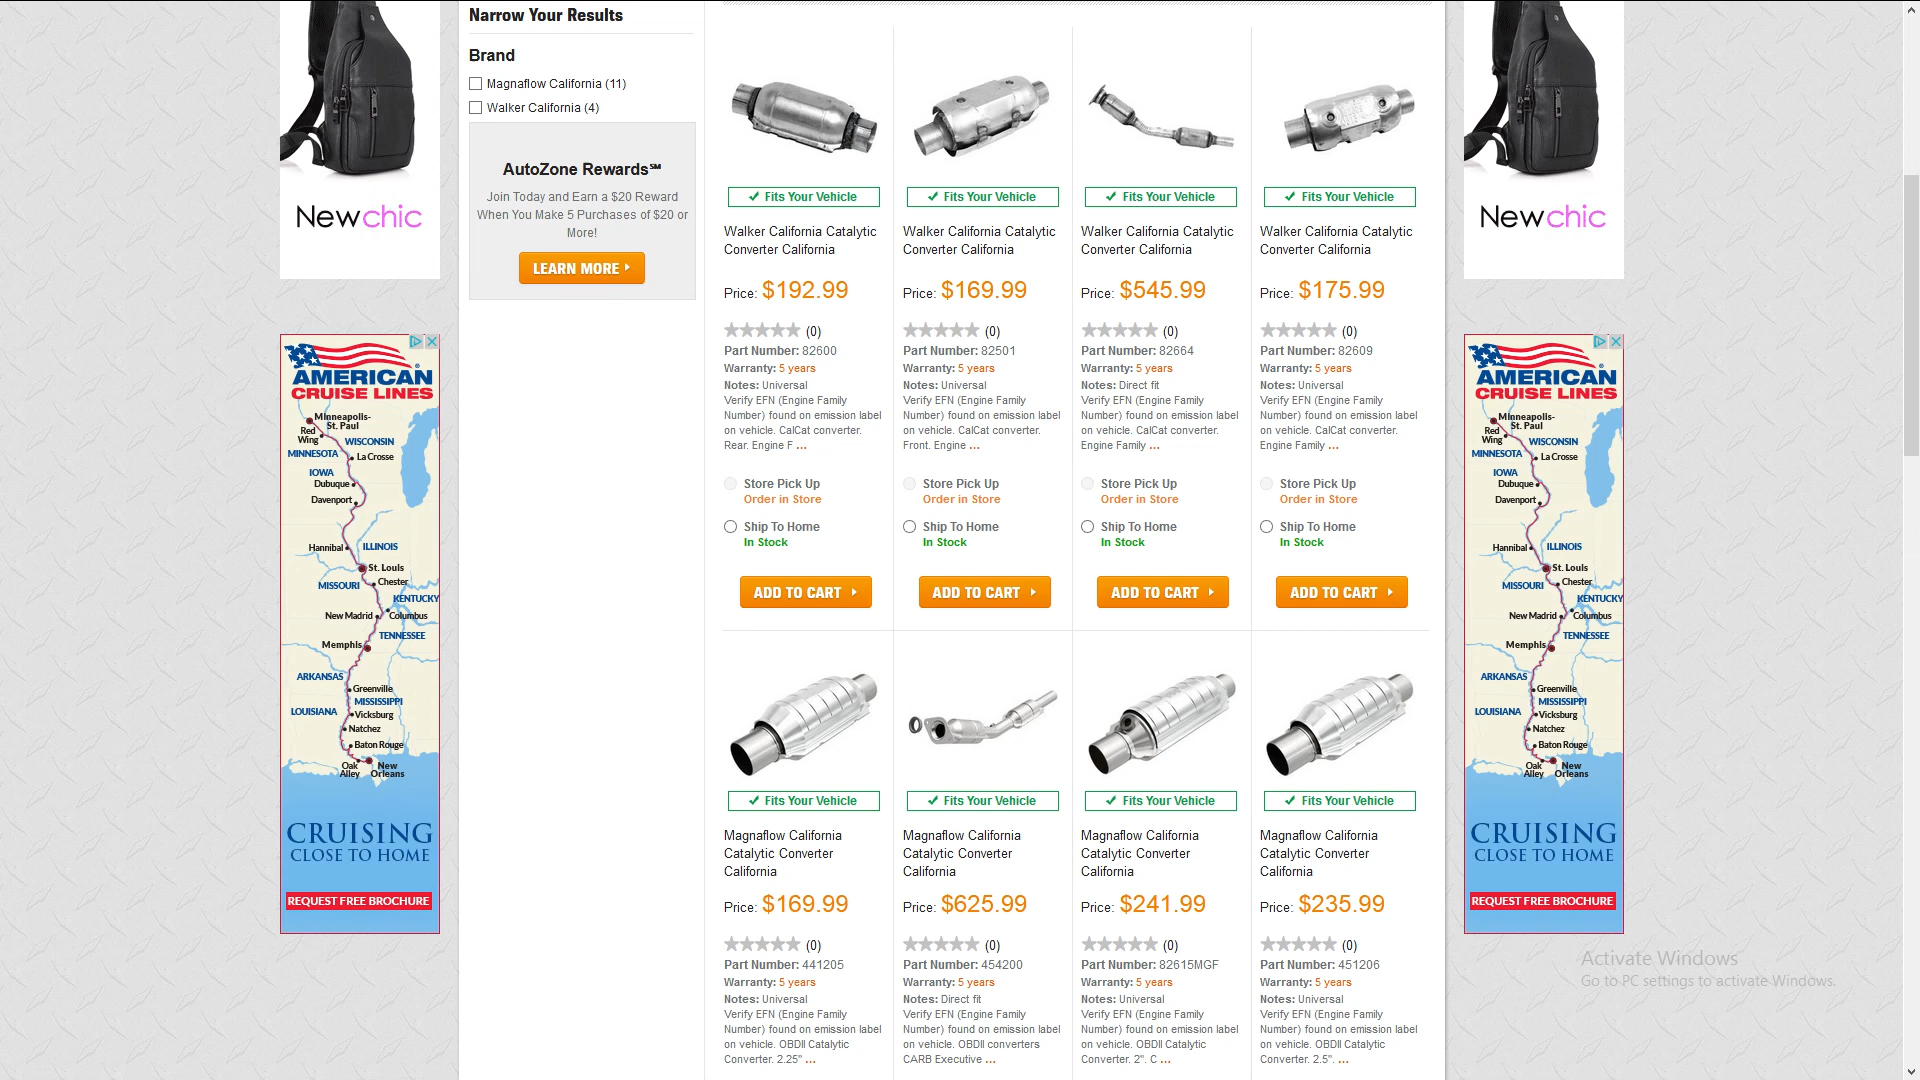 Newchic
AMERICAN
CRUISE LINES
Minneapolis-
St. Paul
Red
Wing
WISCONSIN
MINNESOTA
La Crosse
IOWA
Dubuque
Davenport
Hannibal
ILLINOIS
St. Louis
MISSOURI
Chester
KENTUCKY
New Madrid
Columbus
TENNESSEE
Memphis
ARKANSAS
Greenville
MISSISSIPPI
LOUISIANA
Vicksburg
Natchez
Baton Rouge
Oak
Alley
New
Orleans
CRUISING
CLOSE TO HOME
REQUEST FREE BROCHURE
Narrow Your Results
Brand
Magnaflow California (11)
Walker California (4)
AutoZone Rewards℠
Join Today and Earn a $20 Reward
When You Make 5 Purchases of $20 or
More!
LEARN MORE
Fits Your Vehicle
Walker California Catalytic
Converter California
Price: $192.99
(0)
Part Number: 82600
Warranty: 5 years
Notes: Universal
Verify EFN (Engine Family
Number) found on emission label
on vehicle. CalCat converter.
Rear. Engine F ...
Store Pick Up
Order in Store
Ship To Home
In Stock
ADD TO CART
Fits Your Vehicle
Walker California Catalytic
Converter California
Price: $169.99
(0)
Part Number: 82501
Warranty: 5 years
Notes: Universal
Verify EFN (Engine Family
Number) found on emission label
on vehicle. CalCat converter.
Front. Engine ...
Store Pick Up
Order in Store
Ship To Home
In Stock
ADD TO CART
Fits Your Vehicle
Walker California Catalytic
Converter California
Price: $545.99
(0)
Part Number: 82664
Warranty: 5 years
Notes: Direct fit
Verify EFN (Engine Family
Number) found on emission label
on vehicle. CalCat converter.
Engine Family ...
Store Pick Up
Order in Store
Ship To Home
In Stock
ADD TO CART
Fits Your Vehicle
Walker California Catalytic
Converter California
Price: $175.99
(0)
Part Number: 82609
Warranty: 5 years
Notes: Universal
Verify EFN (Engine Family
Number) found on emission label
on vehicle. CalCat converter.
Engine Family ...
Store Pick Up
Order in Store
Ship To Home
In Stock
ADD TO CART
Fits Your Vehicle
Magnaflow California
Catalytic Converter
California
Price: $169.99
(0)
Part Number: 441205
Warranty: 5 years
Notes: Universal
Verify EFN (Engine Family
Number) found on emission label
on vehicle. OBDII Catalytic
Converter. 2.25" ...
Fits Your Vehicle
Magnaflow California
Catalytic Converter
California
Price: $625.99
(0)
Part Number: 454200
Warranty: 5 years
Notes: Direct fit
Verify EFN (Engine Family
Number) found on emission label
on vehicle. OBDII converters
CARB Executive ...
Fits Your Vehicle
Magnaflow California
Catalytic Converter
California
Price: $241.99
(0)
Part Number: 82615MGF
Warranty: 5 years
Notes: Universal
Verify EFN (Engine Family
Number) found on emission label
on vehicle. OBDII Catalytic
Converter. 2". C ...
Fits Your Vehicle
Magnaflow California
Catalytic Converter
California
Price: $235.99
(0)
Part Number: 451206
Warranty: 5 years
Notes: Universal
Verify EFN (Engine Family
Number) found on emission label
on vehicle. OBDII Catalytic
Converter. 2.5". ...
Newchic
AMERICAN
CRUISE LINES
Minneapolis-
St. Paul
Red
Wing
WISCONSIN
MINNESOTA
La Crosse
IOWA
Dubuque
Davenport
Hannibal
ILLINOIS
St. Louis
MISSOURI
Chester
KENTUCKY
New Madrid
Columbus
TENNESSEE
Memphis
ARKANSAS
Greenville
MISSISSIPPI
LOUISIANA
Vicksburg
Natchez
Baton Rouge
Oak
Alley
New
Orleans
CRUISING
CLOSE TO HOME
REQUEST FREE BROCHURE
Activate Windows
Go to PC settings to activate Windows.